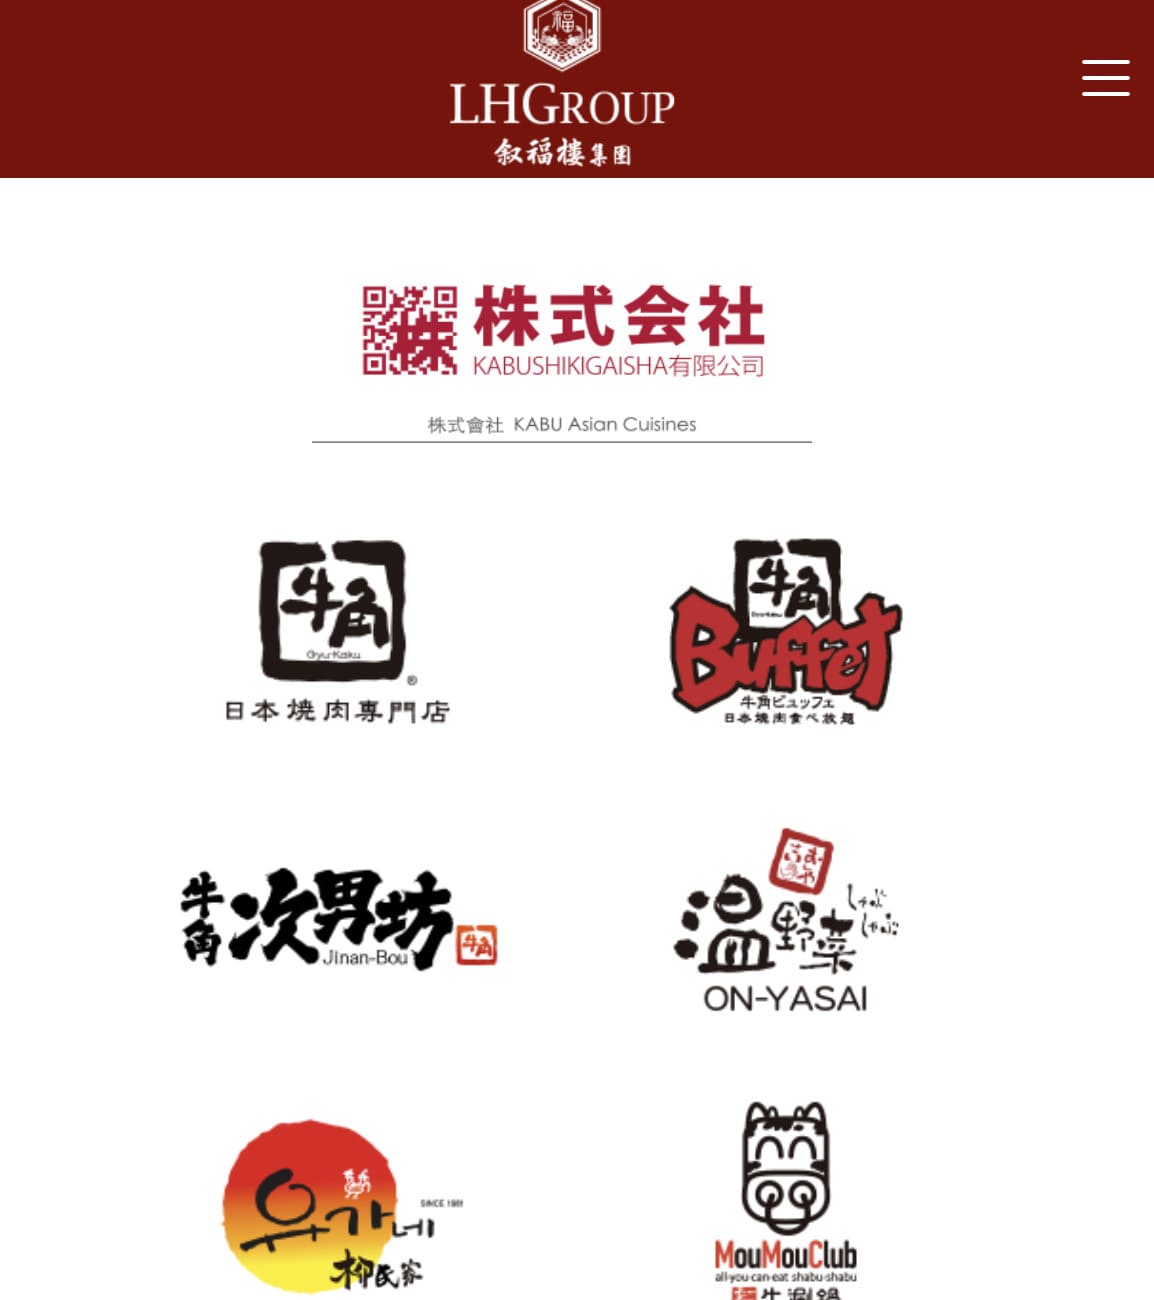 福
LHGROUP
叙福樓集團
株
株式会社
KABUSHIKIGAISHA有限公司
株式會社 KABU Asian Cuisines
牛角
Gyu-Kaku
®
日本焼肉専門店
牛角
Gyu-Kaku
Buffet
牛角ビュッフェ
日本焼肉食べ放題
牛角
次男坊
Jinan-Bou
牛角
温野菜
しゃぶ
しゃぶ
ON-YASAI
유가네
SINCE 1981
柳氏家
MouMouClub
all-you-can-eat shabu-shabu
牛涮鍋